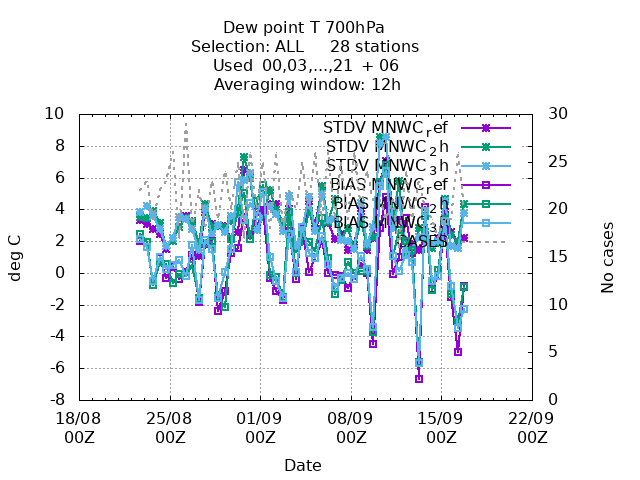 Dew point T 700hPa
Selection: ALL 28 stations
Used 00,03,...,21 + 06
Averaging window: 12h
10
8
6
4
2
0
-2
-4
-6
-8
deg C
30
25
20
15
10
5
0
No cases
STDV MNWC_ref
STDV MNWC_2h
STDV MNWC_3h
BIAS MNWC_ref
BIAS MNWC_2h
BIAS MNWC_3h
CASES
18/08 25/08 01/09 08/09 15/09 22/09
00Z 00Z 00Z 00Z 00Z 00Z
Date